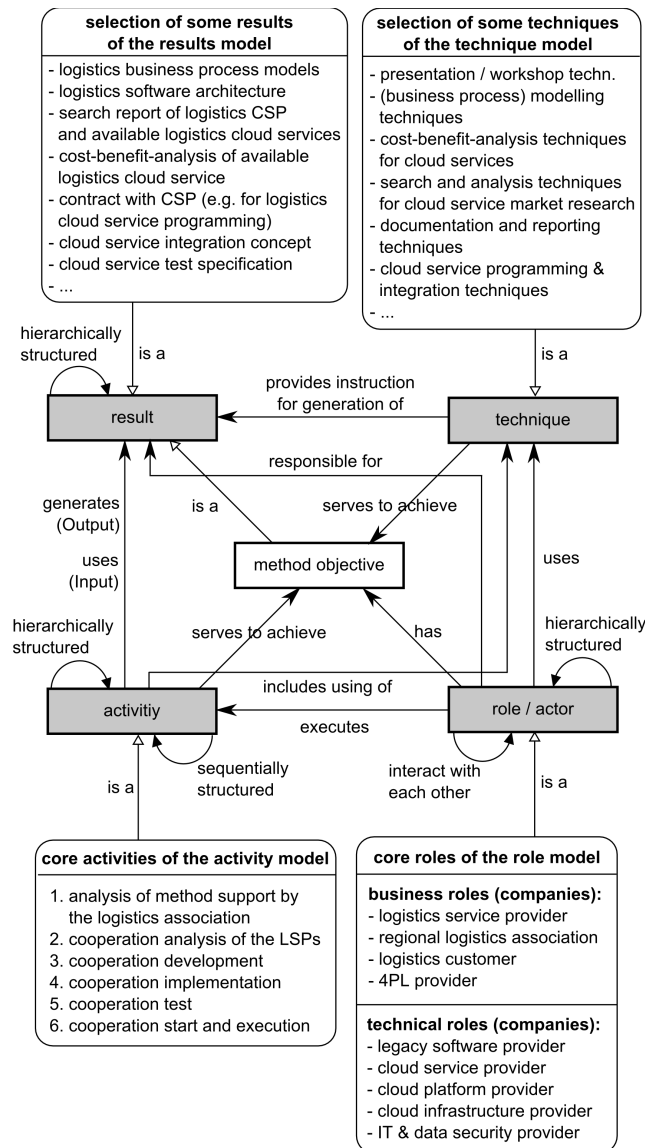 selection of some results
of the results model
- logistics business process models
- logistics software architecture
- search report of logistics CSP
and available logistics cloud services
- cost-benefit-analysis of available
logistics cloud service
- contract with CSP (e.g. for logistics
cloud service programming)
- cloud service integration concept
- cloud service test specification
- ...
selection of some techniques
of the technique model
- presentation / workshop techn.
- (business process) modelling
techniques
- cost-benefit-analysis techniques
for cloud services
- search and analysis techniques
for cloud service market research
- documentation and reporting
techniques
- cloud service programming &
integration techniques
- ...
hierarchically
structured
is a
is a
provides instruction
for generation of
result
technique
responsible for
generates
(Output)
is a
serves to achieve
uses
(Input)
method objective
uses
hierarchically
structured
serves to achieve
has
hierarchically
structured
includes using of
activitiy
role / actor
executes
sequentially
structured
interact with
each other
is a
is a
core activities of the activity model
1. analysis of method support by
the logistics association
2. cooperation analysis of the LSPs
3. cooperation development
4. cooperation implementation
5. cooperation test
6. cooperation start and execution
core roles of the role model
business roles (companies):
- logistics service provider
- regional logistics association
- logistics customer
- 4PL provider
technical roles (companies):
- legacy software provider
- cloud service provider
- cloud platform provider
- cloud infrastructure provider
- IT & data security provider